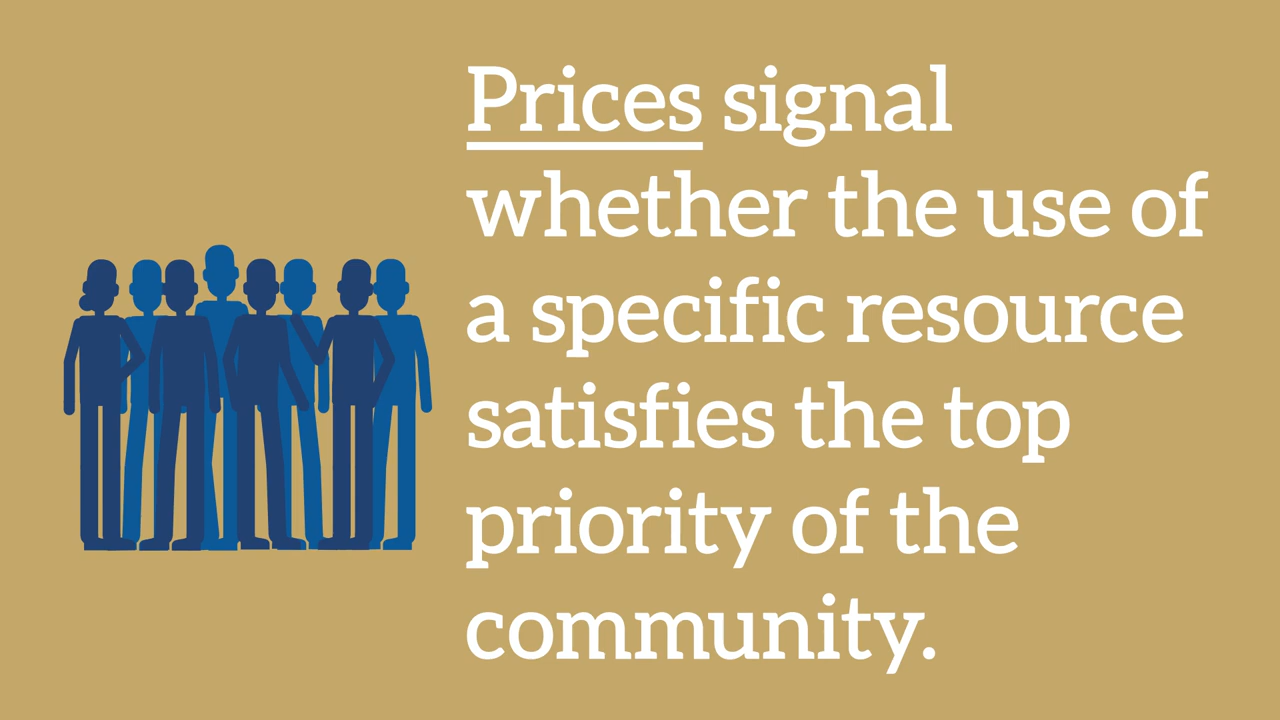 Prices signal
whether the use of
a specific resource
satisfies the top
priority of the
community.